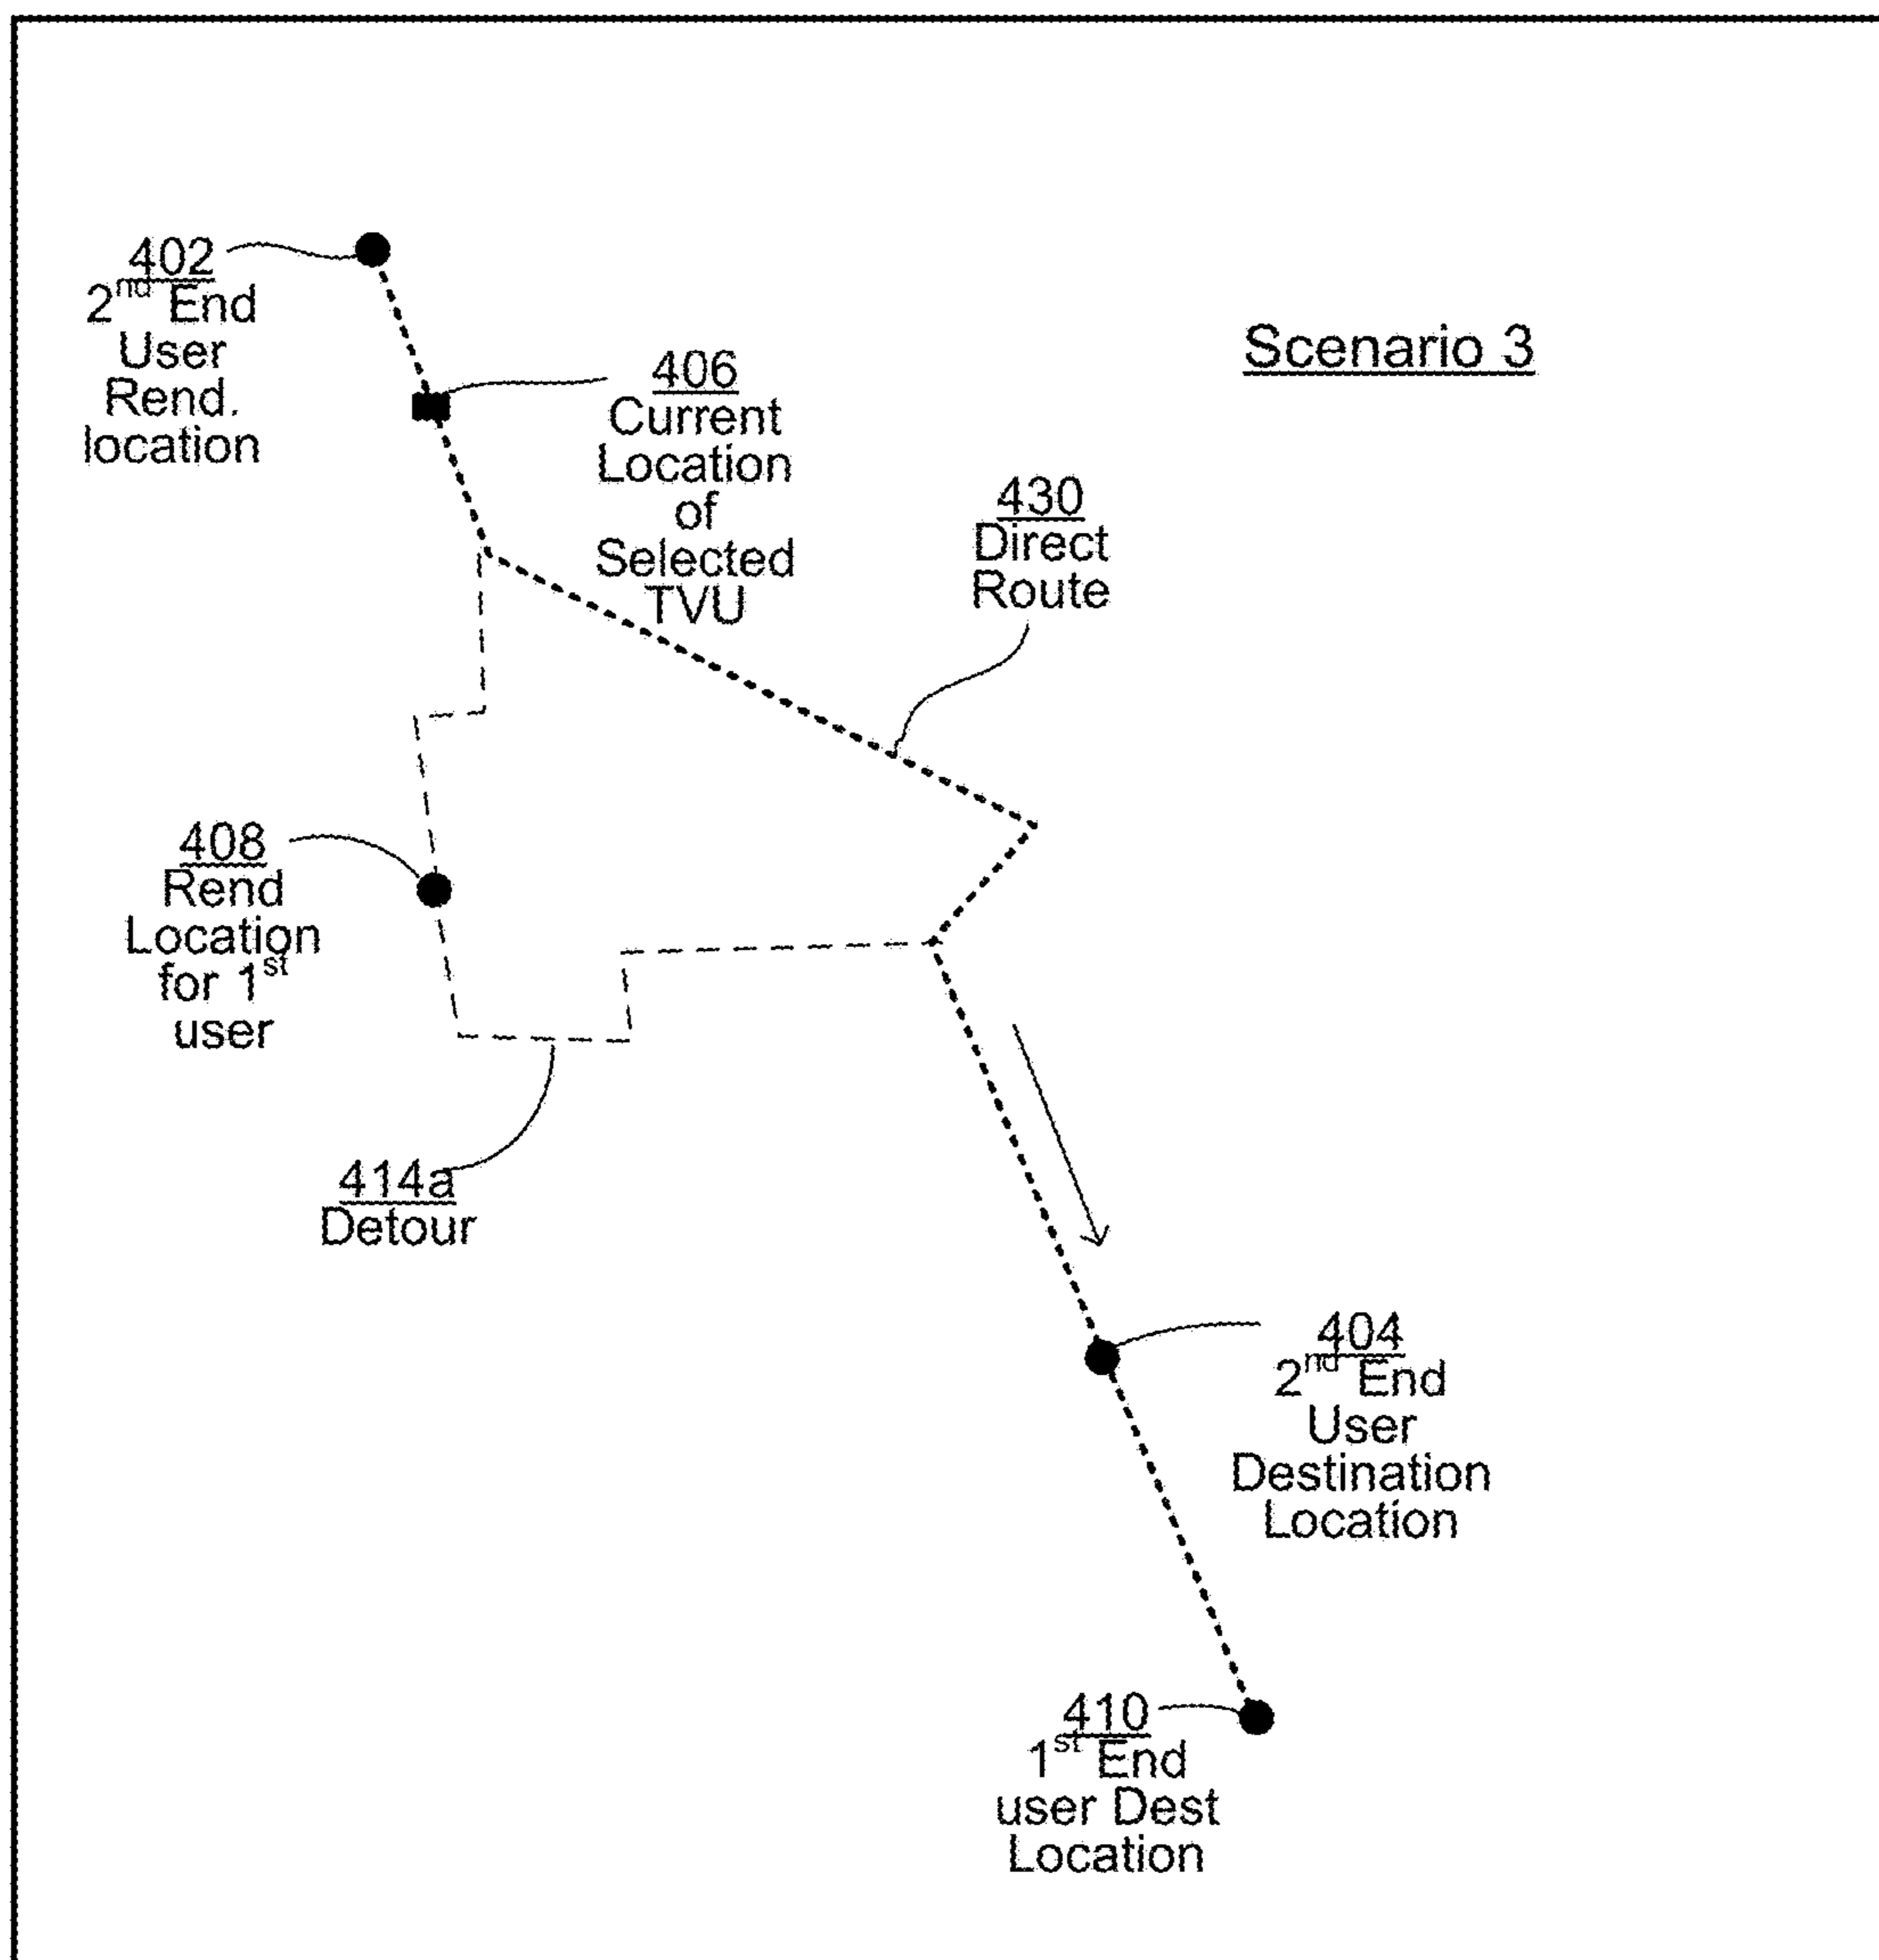 402
2nd End
User
Rend.
location
Scenario 3
406
Current
Location
of
Selected
TVU
430
Direct
Route
408
Rend
Location
for 1st
user
414a
Detour
404
2nd End
User
Destination
Location
410
1st End
user Dest
Location